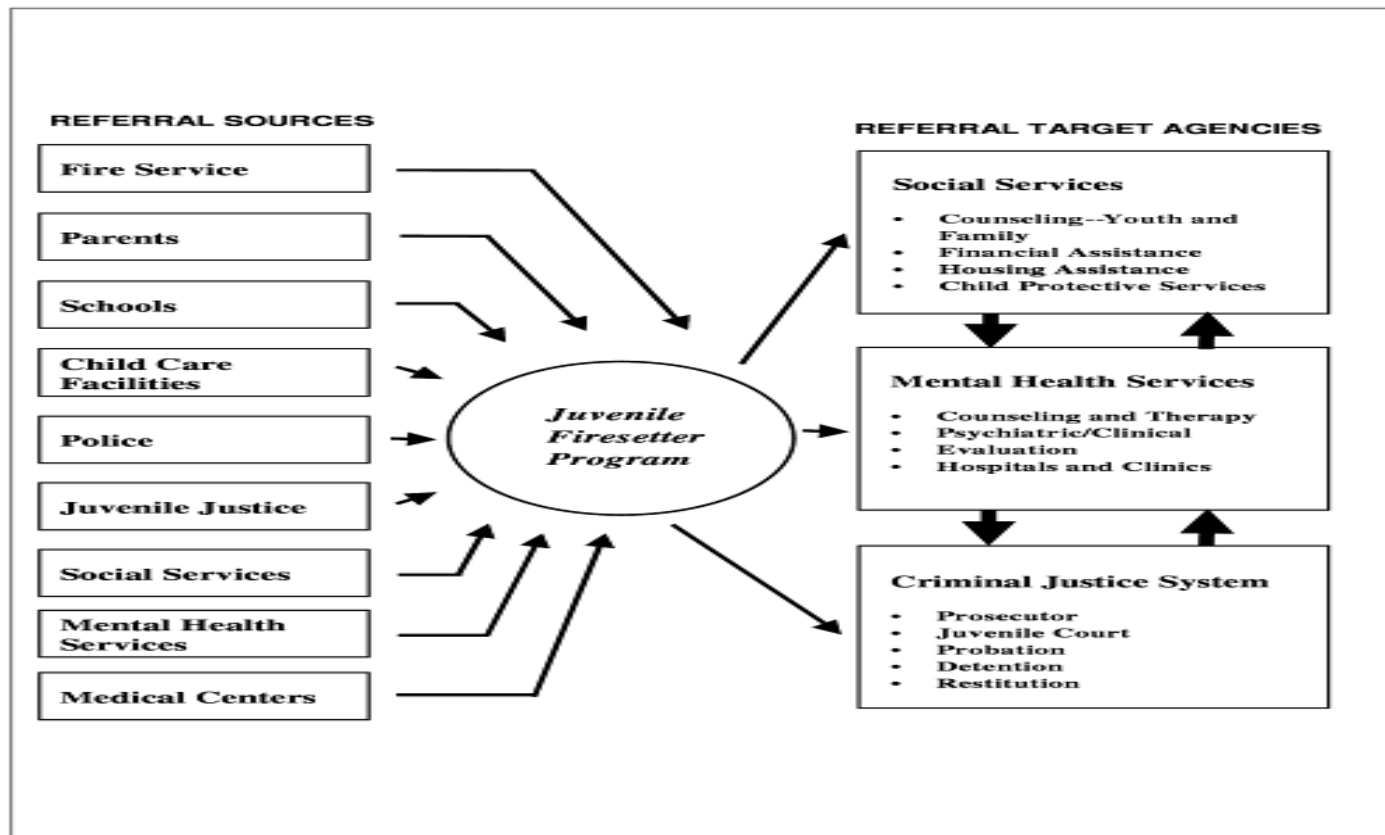 REFERRAL SOURCES
Fire Service
Parents
Schools
Child Care
Facilities
Police
Juvenile Justice
Social Services
Mental Health
Services
Medical Centers
Juvenile
Firesetter
Program
REFERRAL TARGET AGENCIES
Social Services
• Counseling--Youth and
Family
• Financial Assistance
• Housing Assistance
• Child Protective Services
Mental Health Services
• Counseling and Therapy
• Psychiatric/Clinical
• Evaluation
• Hospitals and Clinics
Criminal Justice System
• Prosecutor
• Juvenile Court
• Probation
• Detention
• Restitution